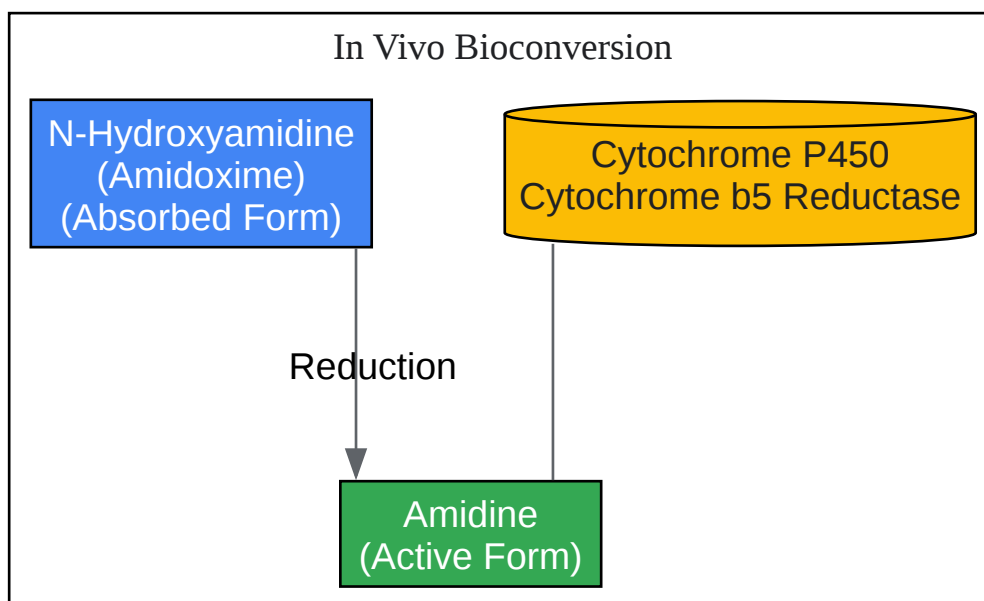 In Vivo Bioconversion
N-Hydroxyamidine
(Amidoxime)
(Absorbed Form)
Cytochrome P450
Cytochrome b5 Reductase
Reduction
Amidine
(Active Form)